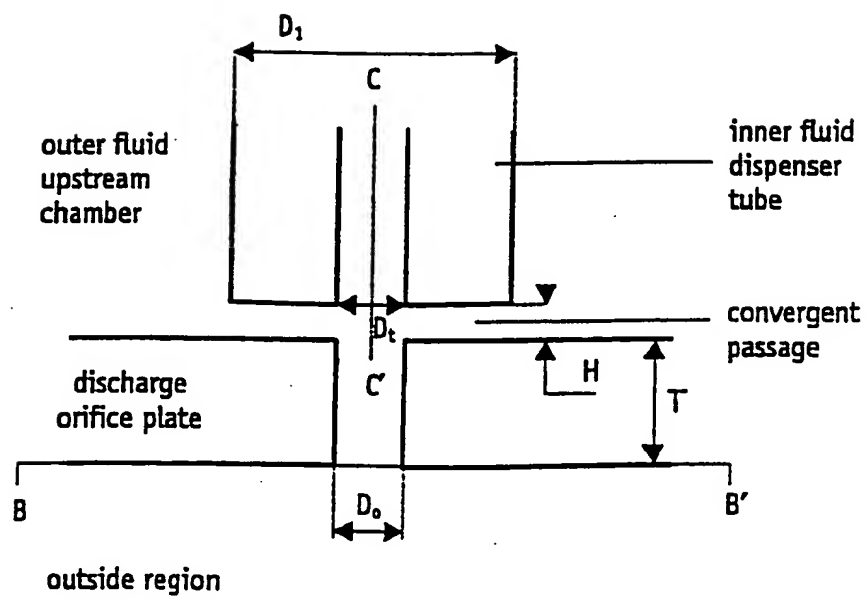 D₁
C
outer fluid
upstream
chamber
inner fluid
dispenser
tube
Dₜ
convergent
passage
C′
H
T
discharge
orifice plate
B
B′
Dₒ
outside region